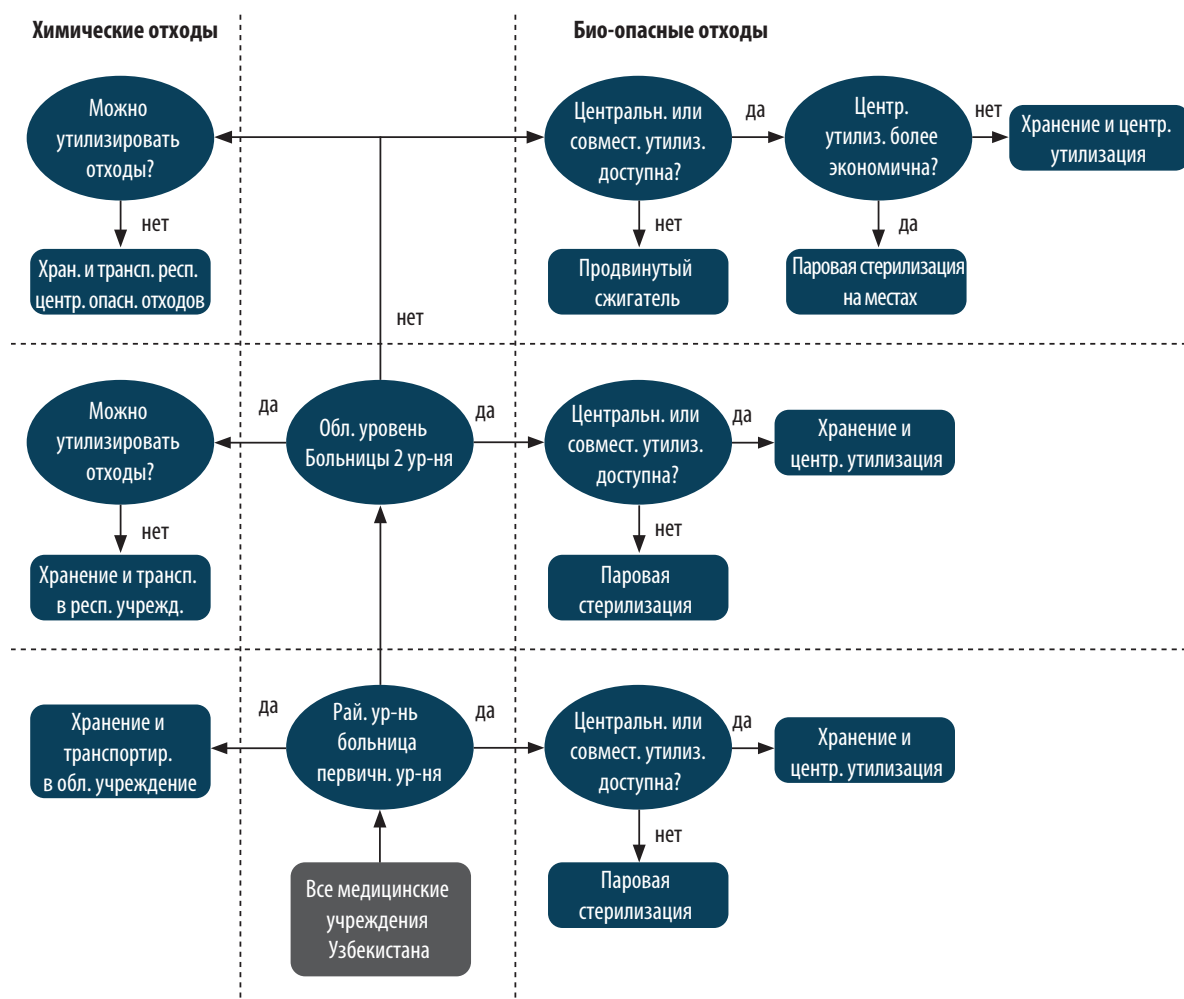 Химические отходы
Био-опасные отходы
Можно
утилизировать
отходы?
нет
Хран. и трансп. респ.
центр. опасн. отходов
нет
Центральн. или
совмест. утилиз.
доступна?
да
нет
Продвинутый
сжигатель
Центр.
утилиз. более
экономична?
нет
да
Хранение и центр.
утилизация
Паровая стерилизация
на местах
Можно
утилизировать
отходы?
нет
Хранение и трансп.
в респ. учрежд.
да
Обл. уровень
Больницы 2 ур-ня
да
Центральн. или
совмест. утилиз.
доступна?
да
Хранение и
центр. утилизация
нет
Паровая
стерилизация
Хранение и
транспортир.
в обл. учреждение
да
Рай. ур-нь
больница
первичн. ур-ня
да
Центральн. или
совмест. утилиз.
доступна?
да
Хранение и
центр. утилизация
нет
Паровая
стерилизация
Все медицинские
учреждения
Узбекистана